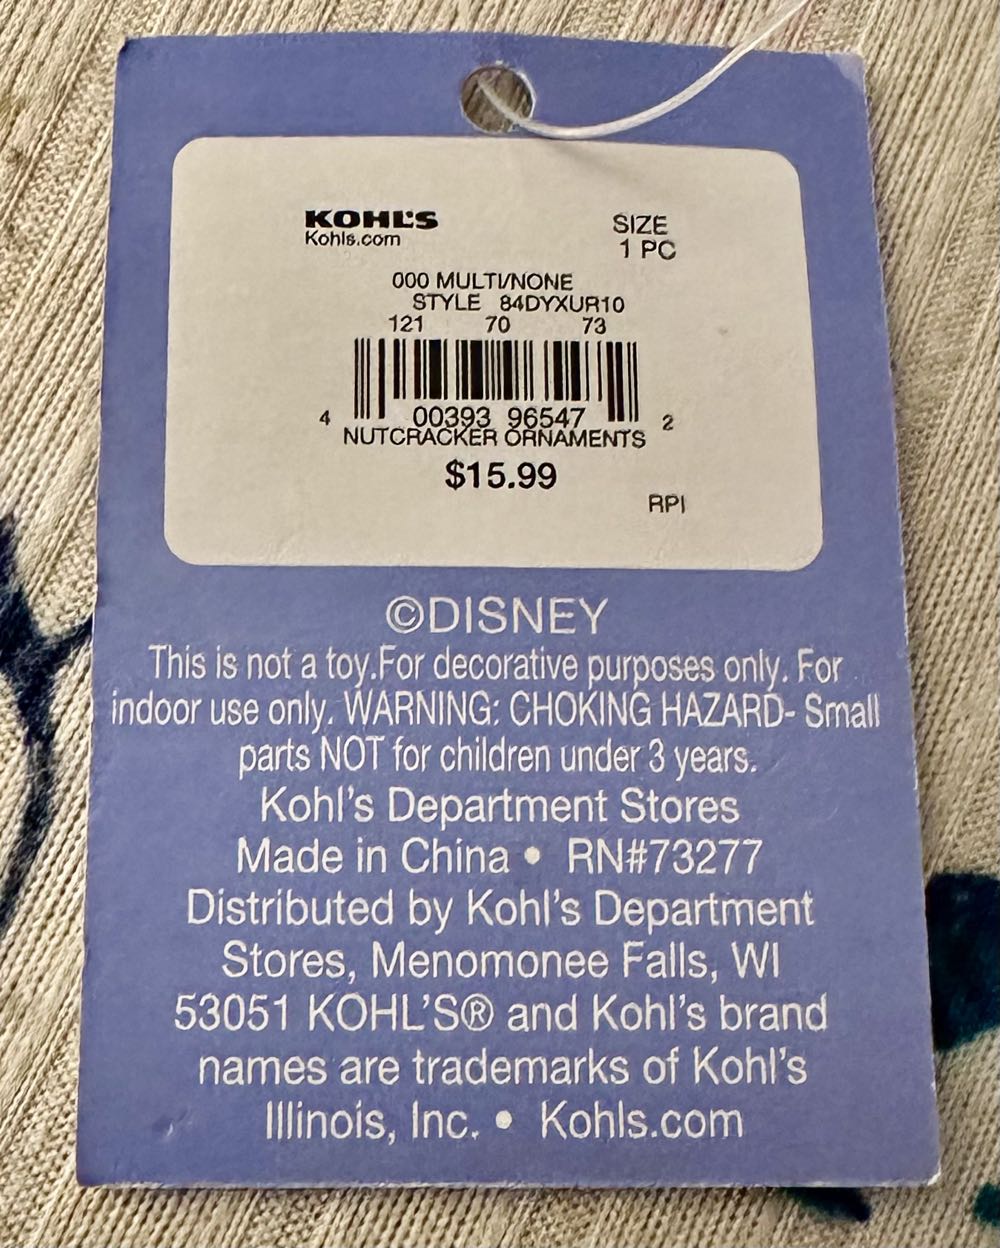 KOHL'S
Kohls.com
SIZE
1 PC
000 MULTI/NONE
STYLE 84DYXUR10
121 70 73
4 00393 96547 2
NUTCRACKER ORNAMENTS
$15.99
RPI
©DISNEY
This is not a toy.For decorative purposes only. For
indoor use only. WARNING: CHOKING HAZARD- Small
parts NOT for children under 3 years.
Kohl's Department Stores
Made in China • RN#73277
Distributed by Kohl's Department
Stores, Menomonee Falls, WI
53051 KOHL'S® and Kohl's brand
names are trademarks of Kohl's
Illinois, Inc. • Kohls.com